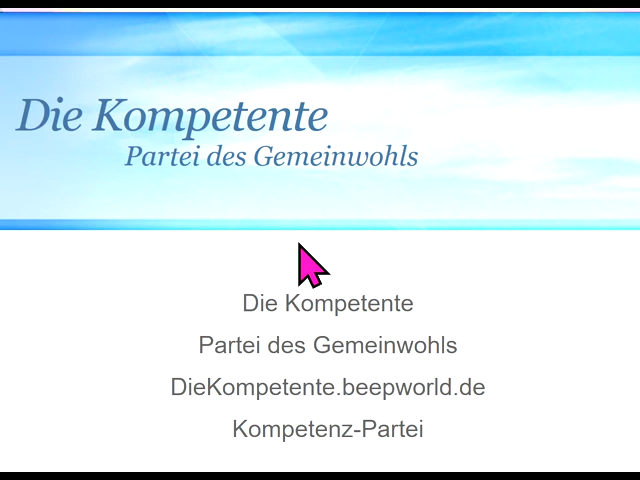 Die Kompetente
Partei des Gemeinwohls
Die Kompetente
Partei des Gemeinwohls
DieKompetente.beepworld.de
Kompetenz-Partei